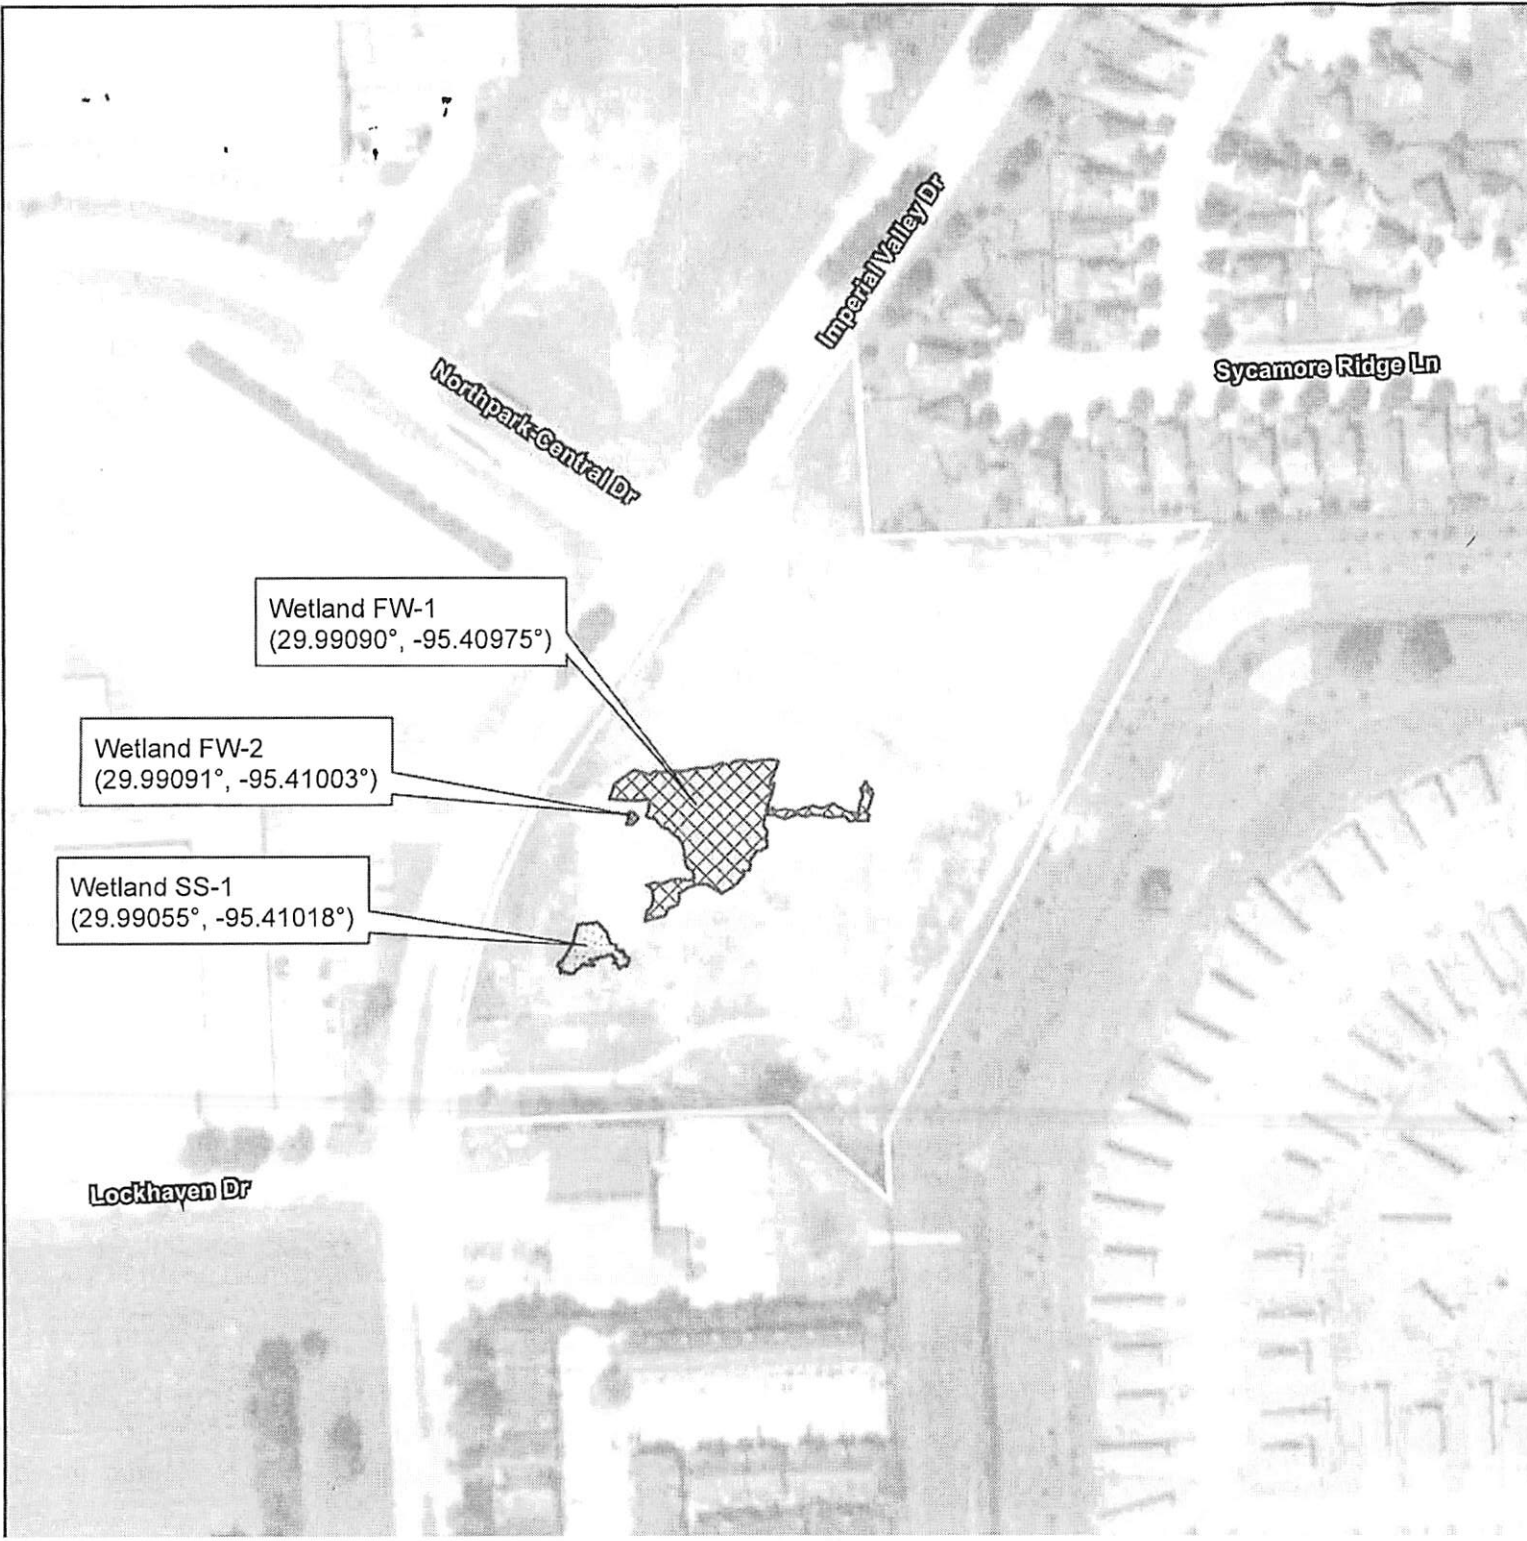 Imperial Valley Dr
Sycamore Ridge Ln
Northpark Central Dr
Wetland FW-1
(29.99090°, -95.40975°)
Wetland FW-2
(29.99091°, -95.41003°)
Wetland SS-1
(29.99055°, -95.41018°)
Lockhaven Dr